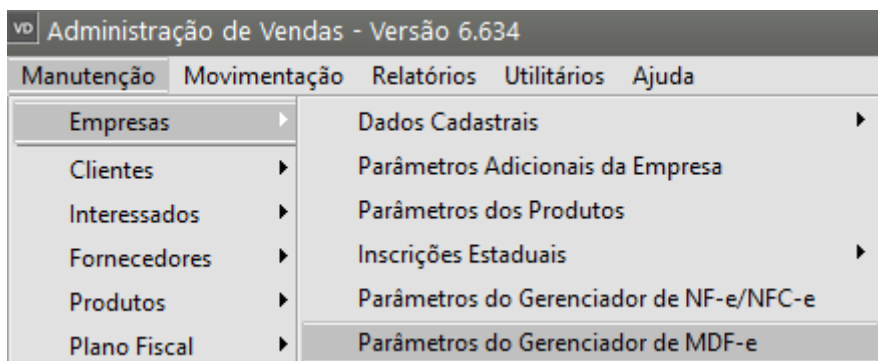 VD Administração de Vendas - Versão 6.634
Manutenção Movimentação Relatórios Utilitários Ajuda
Empresas
Clientes
Interessados
Fornecedores
Produtos
Plano Fiscal
Dados Cadastrais
Parâmetros Adicionais da Empresa
Parâmetros dos Produtos
Inscrições Estaduais
Parâmetros do Gerenciador de NF-e/NFC-e
Parâmetros do Gerenciador de MDF-e